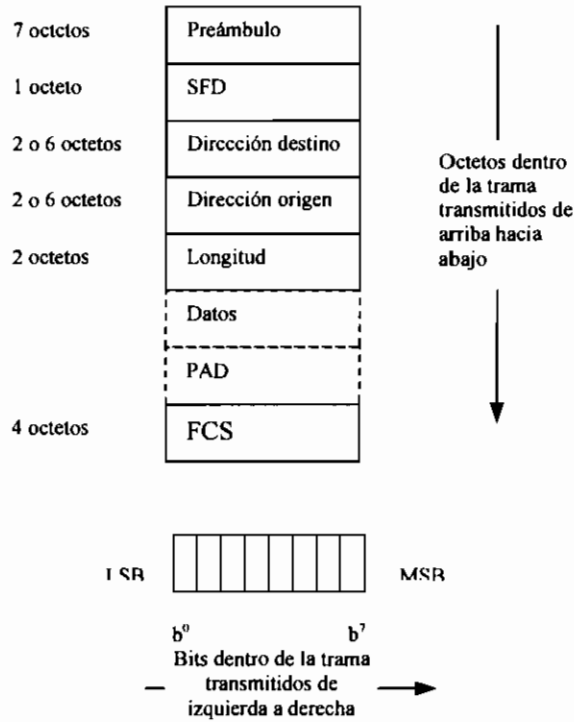 7 octetos Preámbulo
1 octeto SFD
2 o 6 octetos Dirección destino
2 o 6 octetos Dirección origen
2 octetos Longitud
Datos
PAD
4 octetos FCS
Octetos dentro
de la trama
transmitidos de
arriba hacia
abajo
LSB MSB
b⁰ b⁷
Bits dentro de la trama
transmitidos de
izquierda a derecha